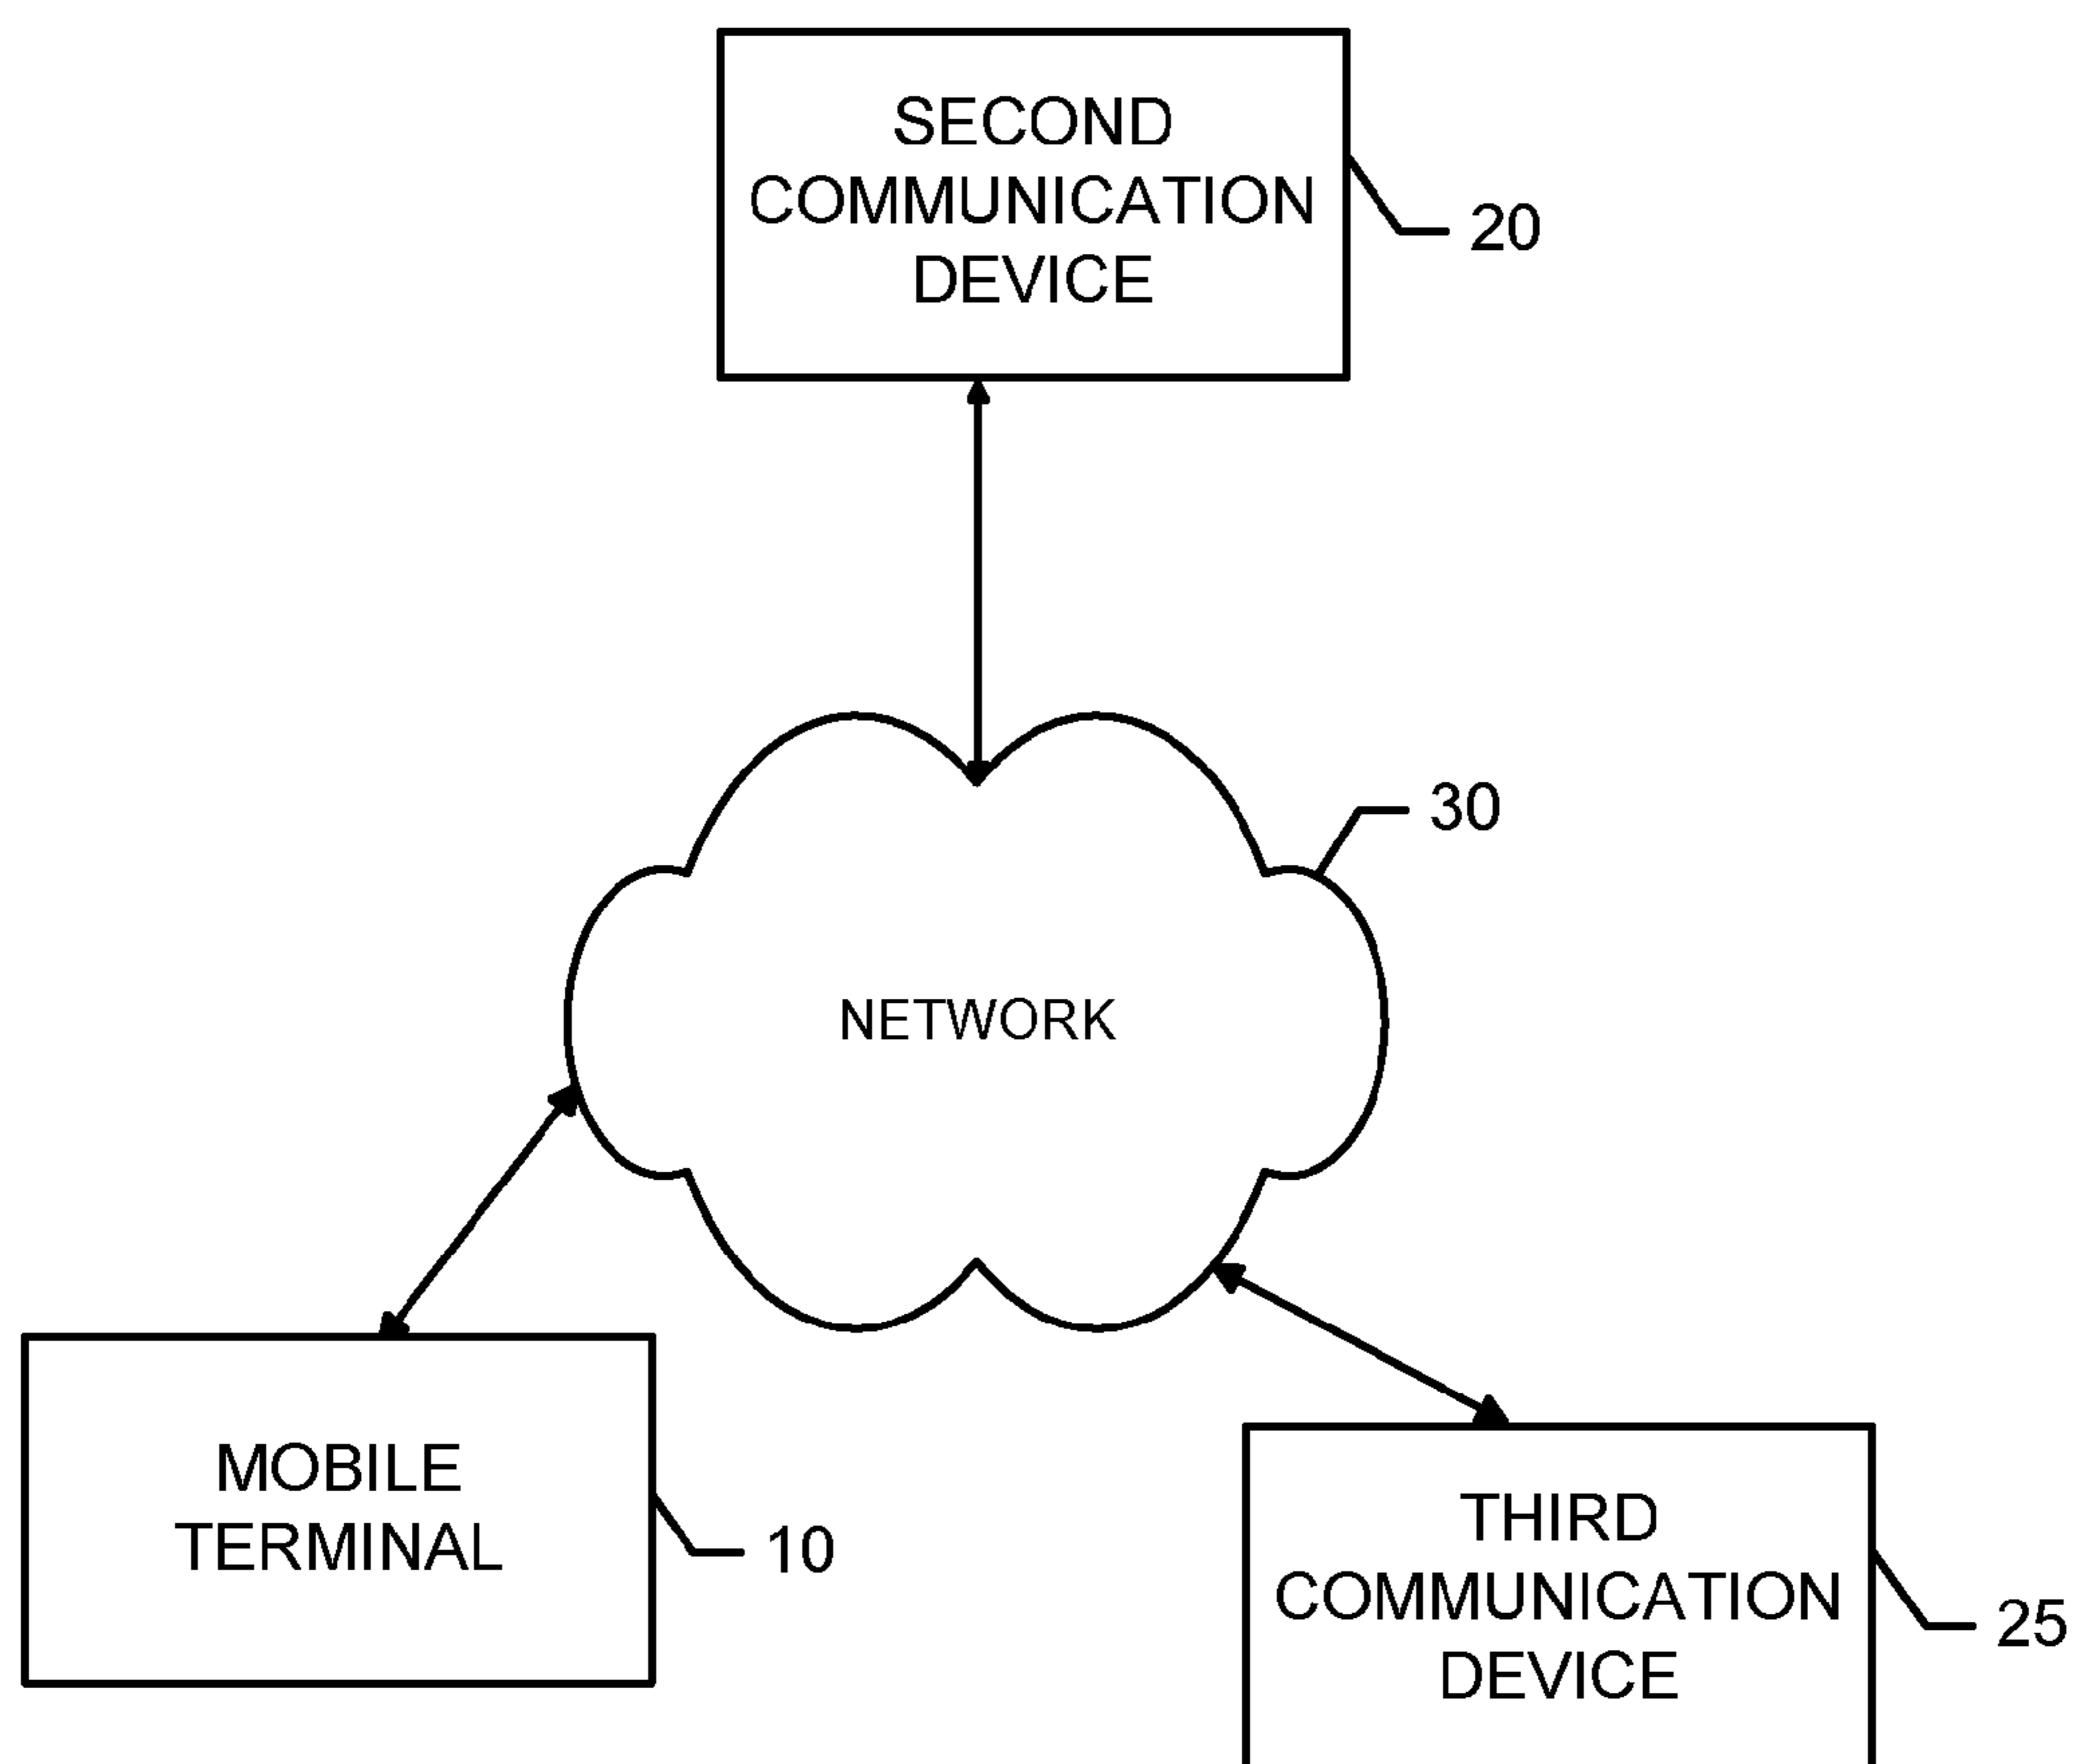 SECOND
COMMUNICATION
DEVICE
20
30
NETWORK
MOBILE
TERMINAL
10
THIRD
COMMUNICATION
DEVICE
25